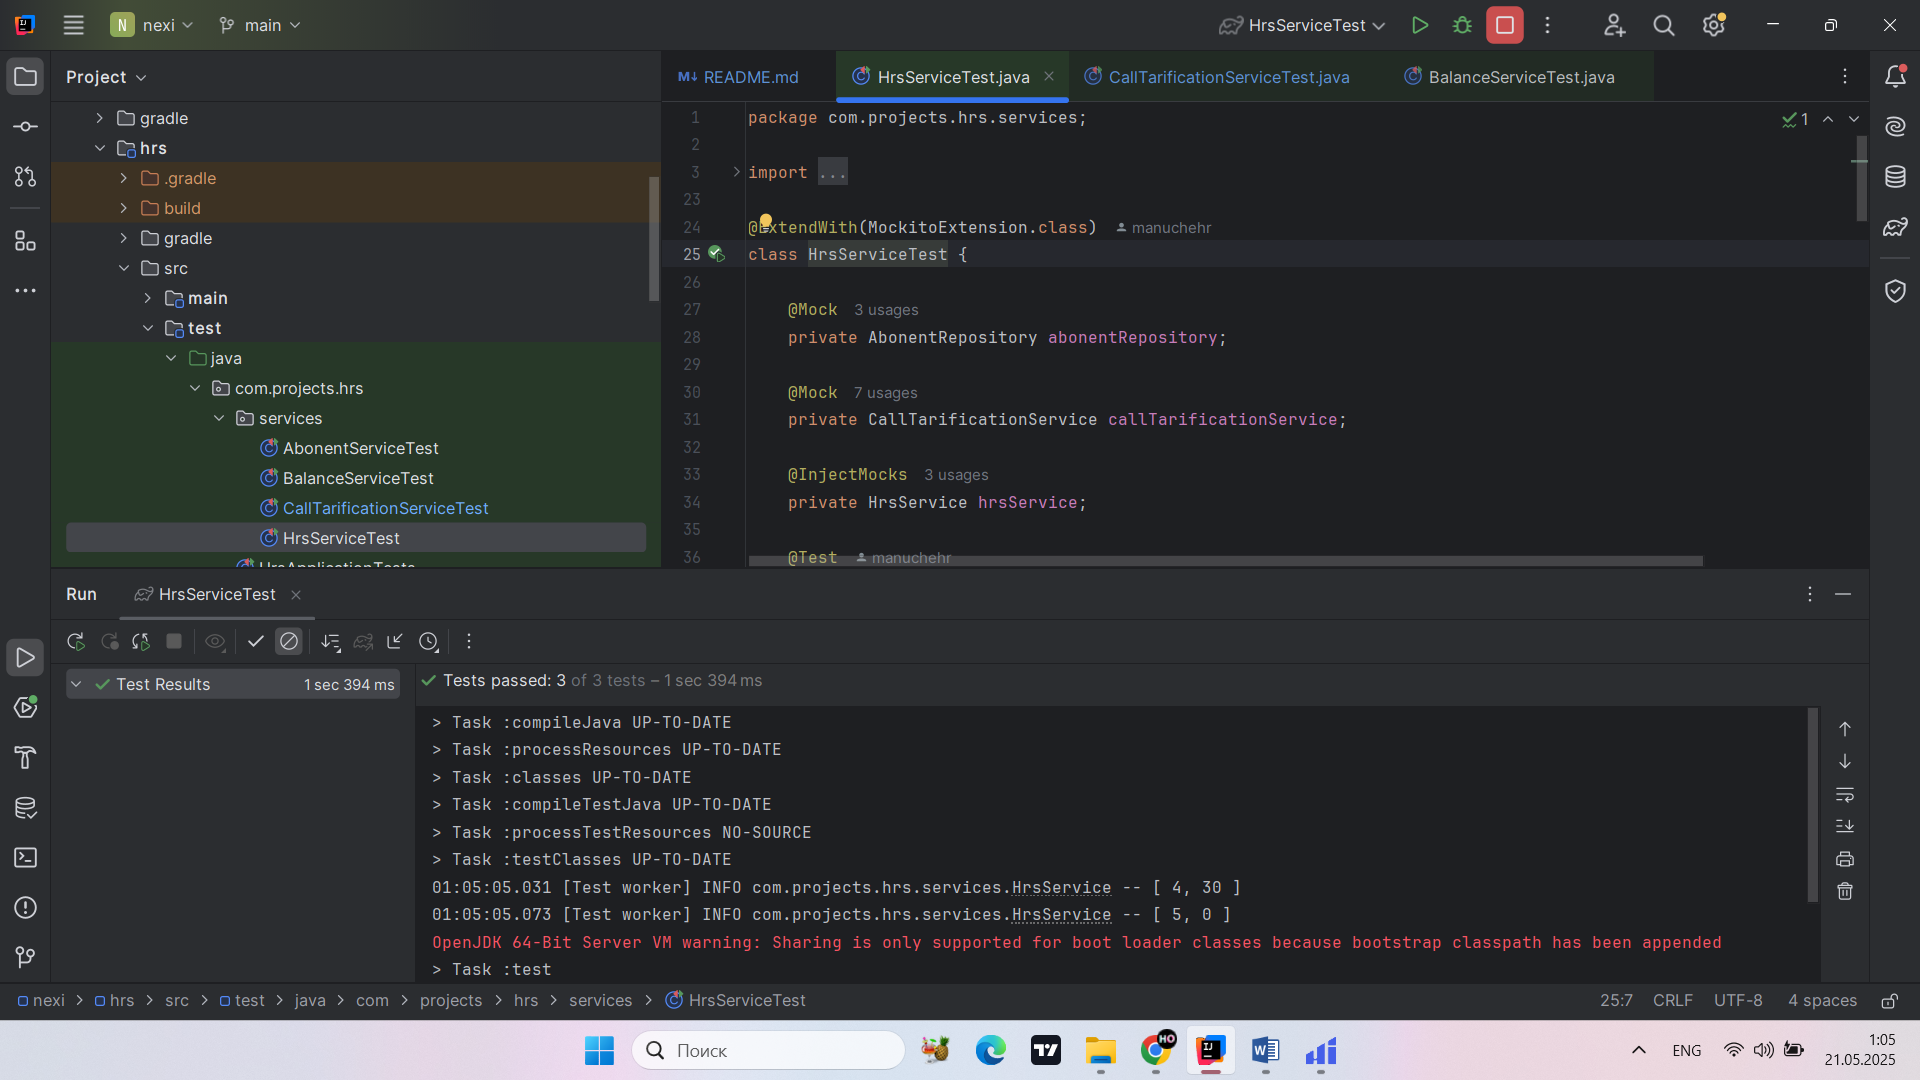 N nexi main HrsServiceTest
Project
README.md HrsServiceTest.java CallTarificationServiceTest.java BalanceServiceTest.java
gradle
hrs
.gradle
build
gradle
src
main
test
java
com.projects.hrs
services
AbonentServiceTest
BalanceServiceTest
CallTarificationServiceTest
HrsServiceTest
HrsApplicationTests
1 package com.projects.hrs.services;
2
3 import ...
23
24 @ExtendWith(MockitoExtension.class) manuchehr
25 class HrsServiceTest {
26
27 @Mock 3 usages
28 private AbonentRepository abonentRepository;
29
30 @Mock 7 usages
31 private CallTarificationService callTarificationService;
32
33 @InjectMocks 3 usages
34 private HrsService hrsService;
35
36 @Test manuchehr
1
Run HrsServiceTest
Test Results 1 sec 394 ms
Tests passed: 3 of 3 tests – 1 sec 394 ms
> Task :compileJava UP-TO-DATE
> Task :processResources UP-TO-DATE
> Task :classes UP-TO-DATE
> Task :compileTestJava UP-TO-DATE
> Task :processTestResources NO-SOURCE
> Task :testClasses UP-TO-DATE
01:05:05.031 [Test worker] INFO com.projects.hrs.services.HrsService -- [ 4, 30 ]
01:05:05.073 [Test worker] INFO com.projects.hrs.services.HrsService -- [ 5, 0 ]
OpenJDK 64-Bit Server VM warning: Sharing is only supported for boot loader classes because bootstrap classpath has been appended
> Task :test
nexi > hrs > src > test > java > com > projects > hrs > services > HrsServiceTest
25:7 CRLF UTF-8 4 spaces
Поиск
HO
ENG
1:05
21.05.2025